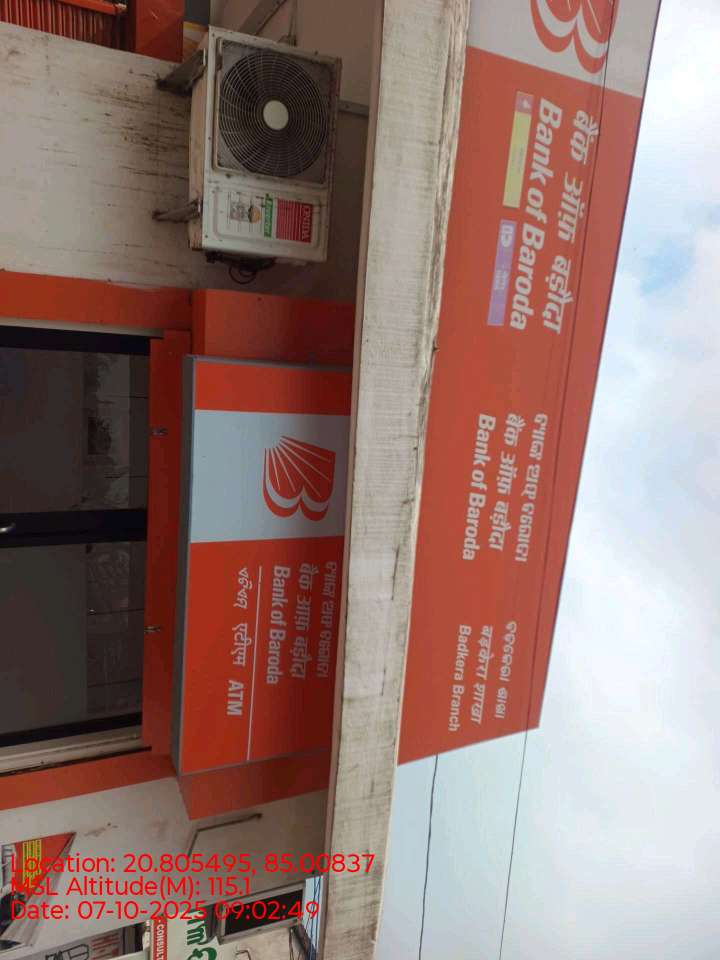 बैंक ऑफ़ बड़ौदा
Bank of Baroda
ବ୍ୟାଙ୍କ ଅଫ୍ ବରୋଦା
बैंक ऑफ़ बड़ौदा
Bank of Baroda
बड़केरा शाखा
Badkera Branch
ବ୍ୟାଙ୍କ ଅଫ୍ ବରୋଦା
बैंक ऑफ़ बड़ौदा
Bank of Baroda
एटीएम ATM
ONIDA
CONSULT
Location: 20.805495, 85.00837
MSL Altitude(M): 115.1
Date: 07-10-2025 09:02:49